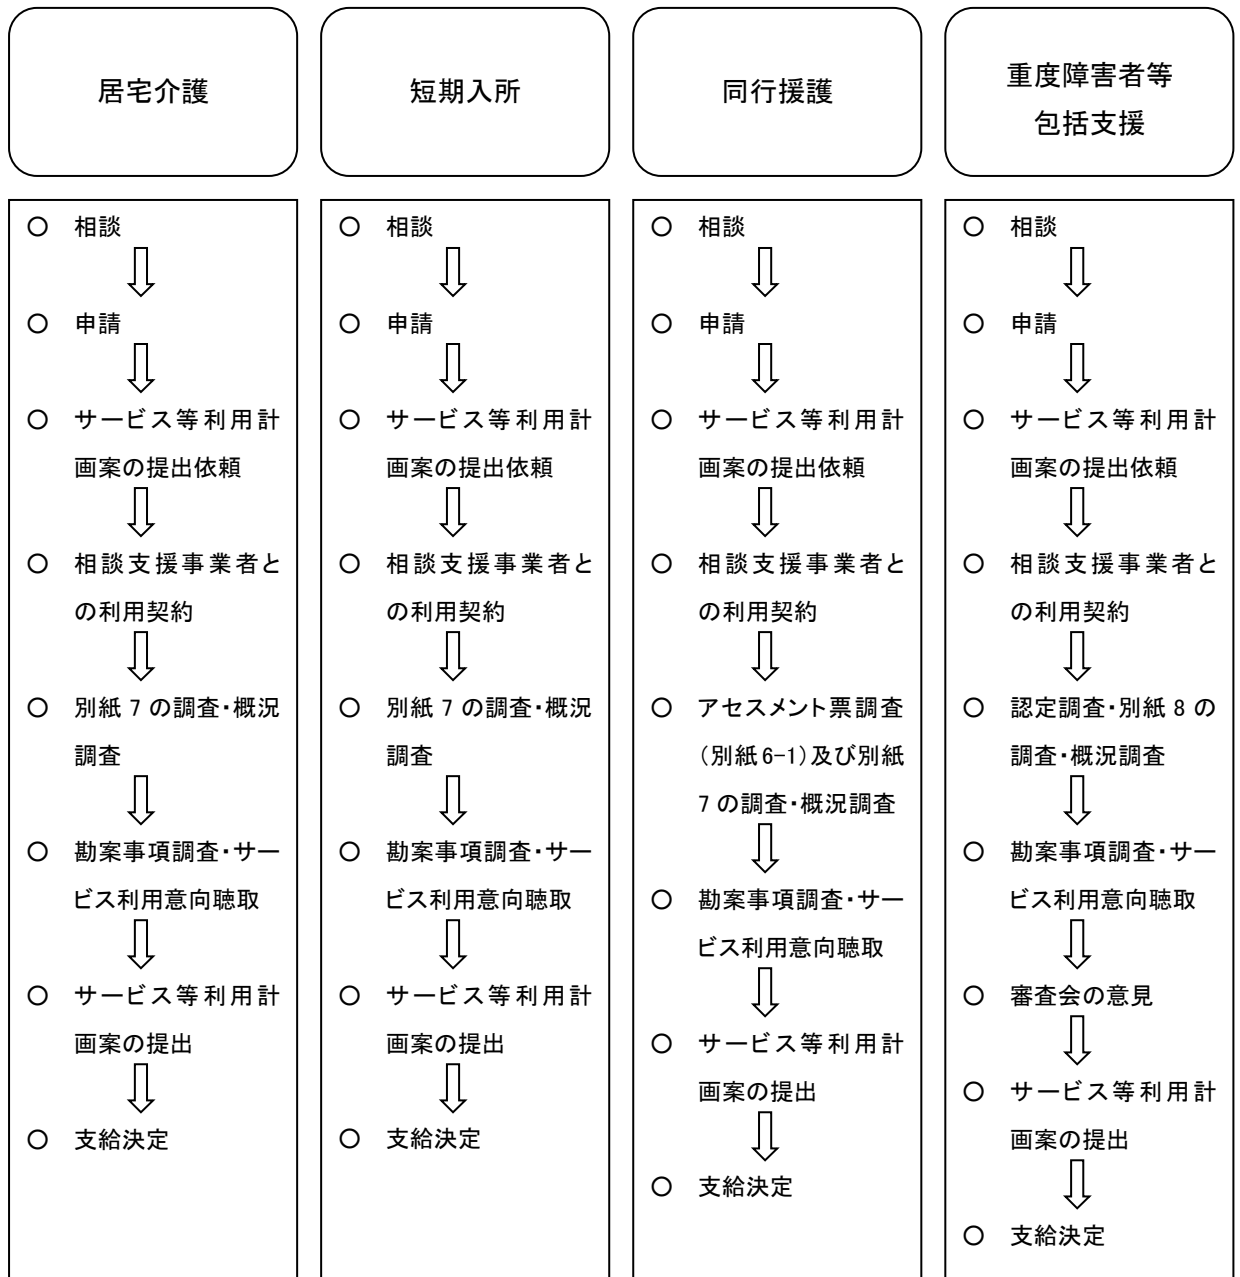 居宅介護
○ 相談
○ 申請
○ サービス等利用計
画案の提出依頼
○ 相談支援事業者と
の利用契約
○ 別紙7の調査・概況
調査
○ 勘案事項調査・サー
ビス利用意向聴取
○ サービス等利用計
画案の提出
○ 支給決定
短期入所
○ 相談
○ 申請
○ サービス等利用計
画案の提出依頼
○ 相談支援事業者と
の利用契約
○ 別紙7の調査・概況
調査
○ 勘案事項調査・サー
ビス利用意向聴取
○ サービス等利用計
画案の提出
○ 支給決定
同行援護
○ 相談
○ 申請
○ サービス等利用計
画案の提出依頼
○ 相談支援事業者と
の利用契約
○ アセスメント票調査
(別紙6-1)及び別紙
7の調査・概況調査
○ 勘案事項調査・サー
ビス利用意向聴取
○ サービス等利用計
画案の提出
○ 支給決定
重度障害者等
包括支援
○ 相談
○ 申請
○ サービス等利用計
画案の提出依頼
○ 相談支援事業者と
の利用契約
○ 認定調査・別紙8の
調査・概況調査
○ 勘案事項調査・サー
ビス利用意向聴取
○ 審査会の意見
○ サービス等利用計
画案の提出
○ 支給決定